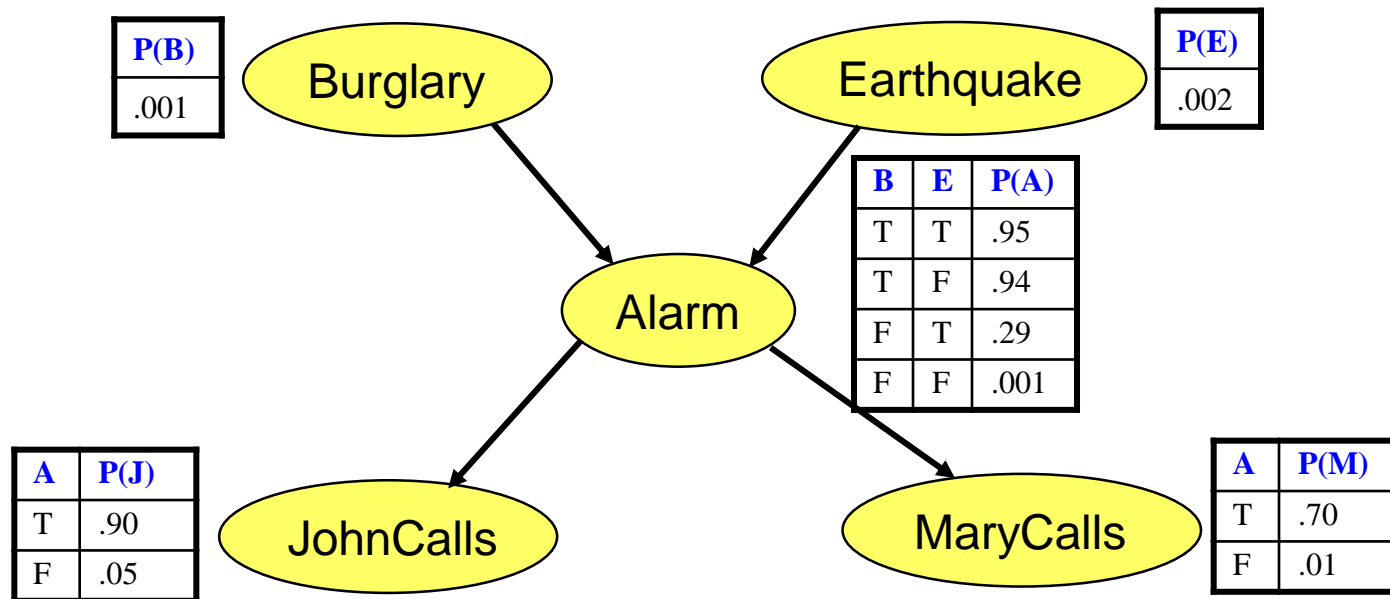 P(B)
.001
Burglary
Earthquake
P(E)
.002
B E P(A)
T T .95
T F .94
F T .29
F F .001
Alarm
A P(J)
T .90
F .05
JohnCalls
MaryCalls
A P(M)
T .70
F .01